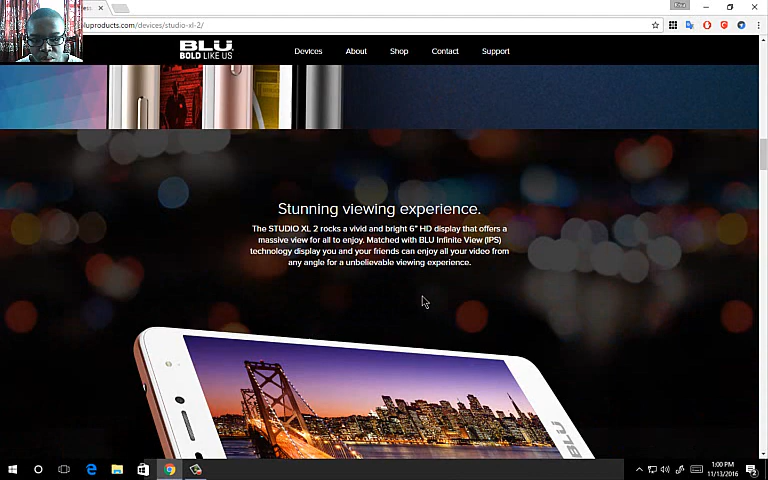 luproducts.com/devices/studio-xl-2/
BLU
BOLD LIKE US
Devices
About
Shop
Contact
Support
Stunning viewing experience.
The STUDIO XL 2 rocks a vivid and bright 6" HD display that offers a
massive view for all to enjoy. Matched with BLU Infinite View (IPS)
technology display you and your friends can enjoy all your video from
any angle for a unbelievable viewing experience.
BLU
1:00 PM
11/13/2016